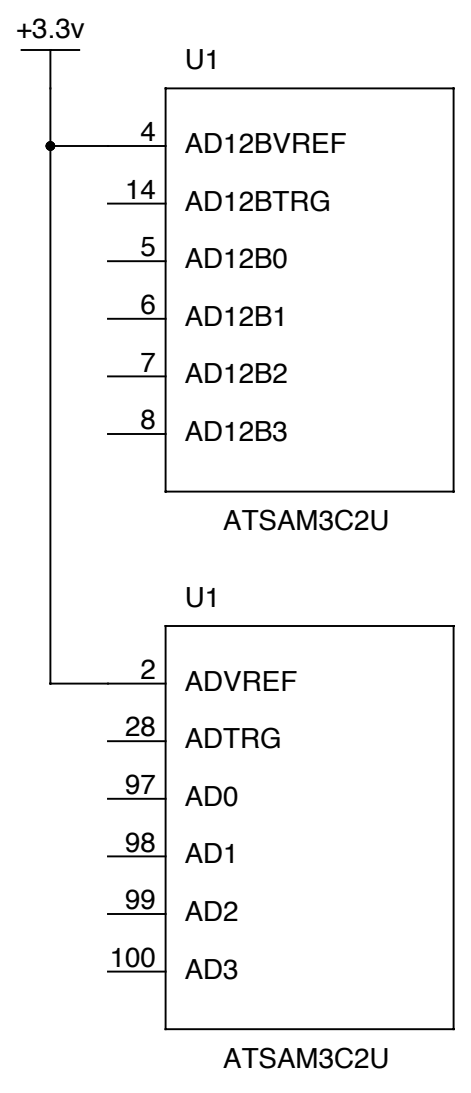 +3.3v
U1
4 AD12BVREF
14 AD12BTRG
5 AD12B0
6 AD12B1
7 AD12B2
8 AD12B3
ATSAM3C2U
U1
2 ADVREF
28 ADTRG
97 AD0
98 AD1
99 AD2
100 AD3
ATSAM3C2U